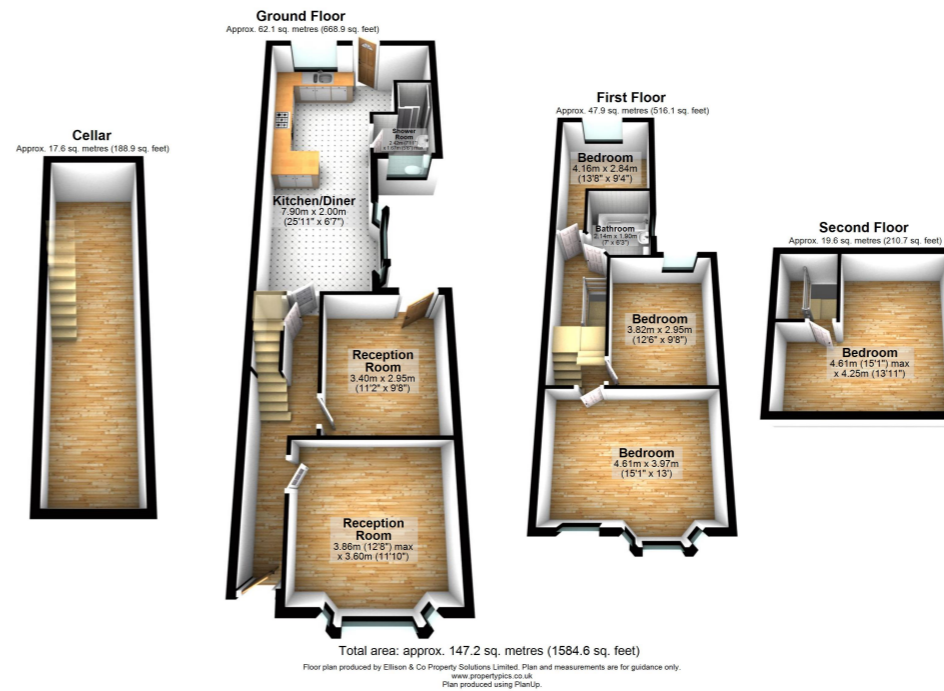 Ground Floor
Approx. 62.1 sq. metres (668.9 sq. feet)
Shower
Room
Kitchen/Diner
7.90m x 2.00m
(25'11" x 6'7")
Reception
Room
3.40m x 2.95m
(11'2" x 9'8")
Reception
Room
3.86m (12'8") max
x 3.60m (11'10")
Cellar
Approx. 17.6 sq. metres (188.9 sq. feet)
First Floor
Approx. 47.9 sq. metres (516.1 sq. feet)
Bedroom
4.16m x 2.84m
(13'8" x 9'4")
Bathroom
2.14m x 1.90m
(7' x 6'3")
Bedroom
3.82m x 2.95m
(12'6" x 9'8")
Bedroom
4.61m x 3.97m
(15'1" x 13')
Second Floor
Approx. 19.6 sq. metres (210.7 sq. feet)
Bedroom
4.61m (15'1") max
x 4.25m (13'11")
Total area: approx. 147.2 sq. metres (1584.6 sq. feet)
Floor plan produced by Ellison & Co Property Solutions Limited. Plan and measurements are for guidance only.
www.propertypics.co.uk
Plan produced using PlanUp.